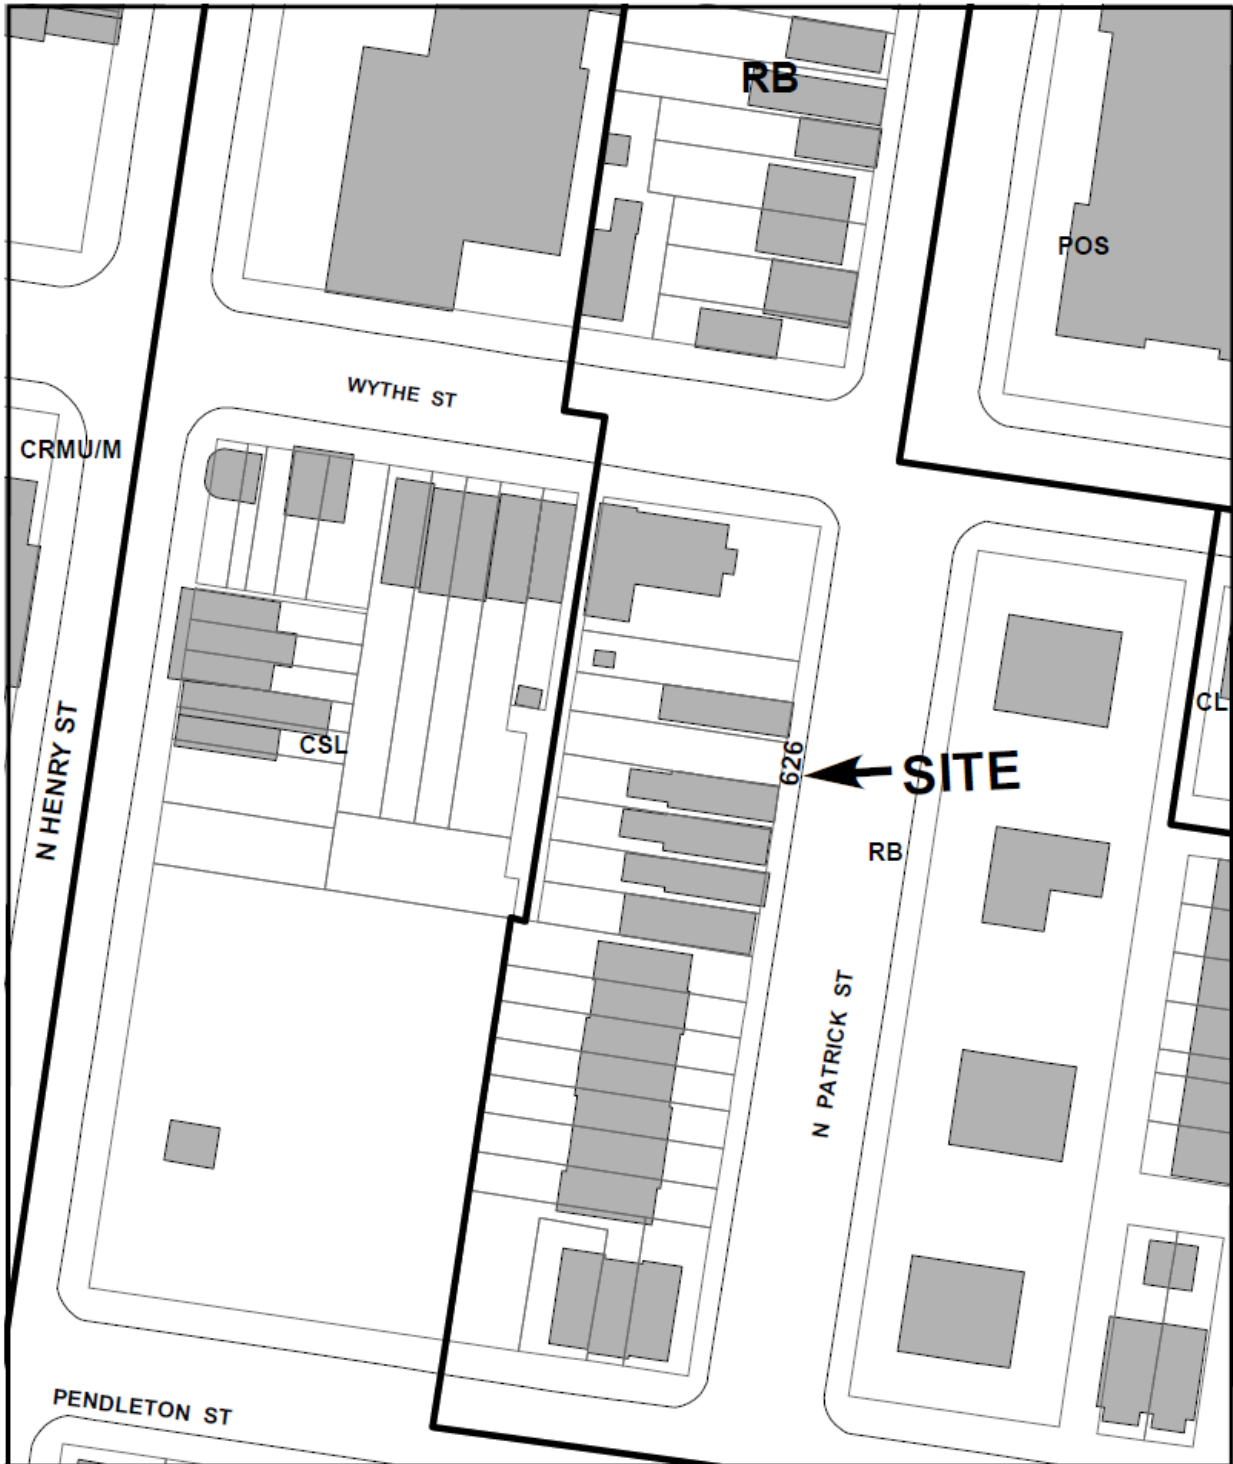 RB
POS
WYTHE ST
CRMU/M
CL
N HENRY ST
CSL
626
SITE
RB
N PATRICK ST
PENDLETON ST